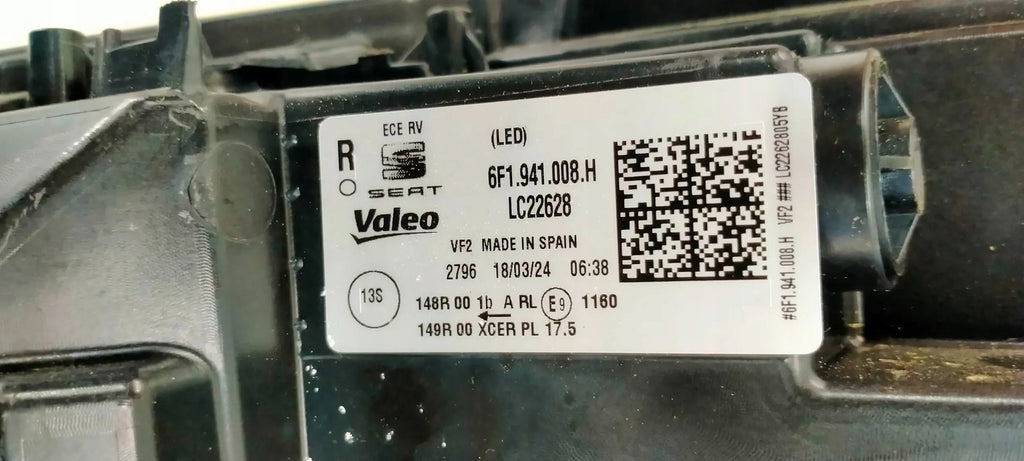 ECE RV
R
SEAT
Valeo
(LED)
6F1.941.008.H
LC22628
VF2 MADE IN SPAIN
2796 18/03/24 06:38
13S
148R 00 1b A RL E9 1160
149R 00 XCER PL 17.5
#6F1.941.008.H VF2 ### LC2262805YB